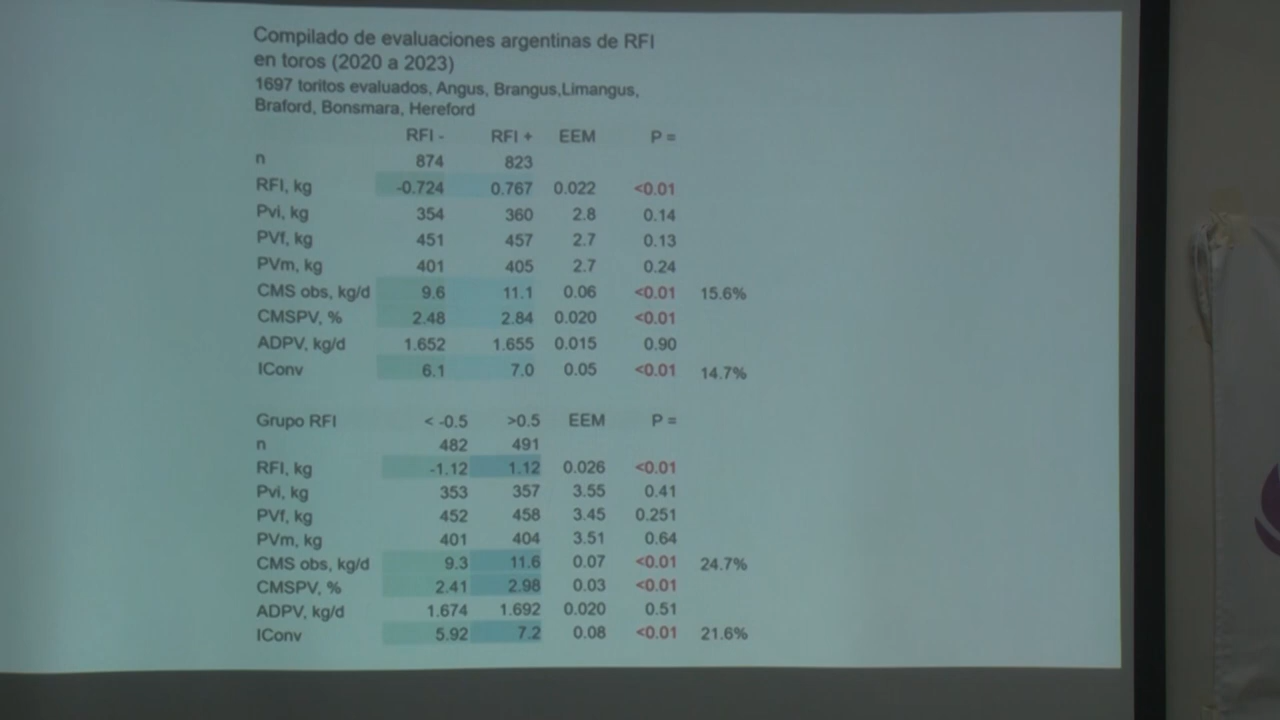 Compilado de evaluaciones argentinas de RFI
en toros (2020 a 2023)
1697 toritos evaluados, Angus, Brangus,Limangus,
Braford, Bonsmara, Hereford
RFI - RFI + EEM P =
n 874 823
RFI, kg -0.724 0.767 0.022 <0.01
Pvi, kg 354 360 2.8 0.14
PVf, kg 451 457 2.7 0.13
PVm, kg 401 405 2.7 0.24
CMS obs, kg/d 9.6 11.1 0.06 <0.01 15.6%
CMSPV, % 2.48 2.84 0.020 <0.01
ADPV, kg/d 1.652 1.655 0.015 0.90
IConv 6.1 7.0 0.05 <0.01 14.7%
Grupo RFI < -0.5 >0.5 EEM P =
n 482 491
RFI, kg -1.12 1.12 0.026 <0.01
Pvi, kg 353 357 3.55 0.41
PVf, kg 452 458 3.45 0.251
PVm, kg 401 404 3.51 0.64
CMS obs, kg/d 9.3 11.6 0.07 <0.01 24.7%
CMSPV, % 2.41 2.98 0.03 <0.01
ADPV, kg/d 1.674 1.692 0.020 0.51
IConv 5.92 7.2 0.08 <0.01 21.6%